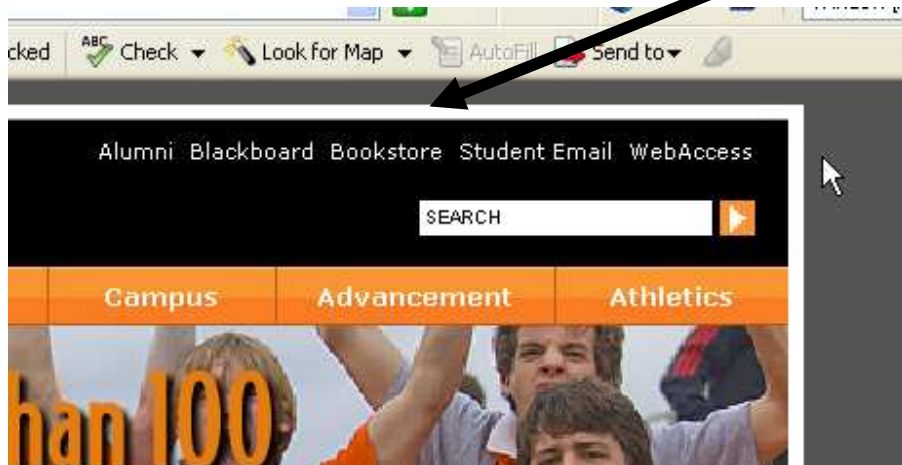 cked ABC Check Look for Map AutoFill Send to
Alumni Blackboard Bookstore Student Email WebAccess
SEARCH
Campus Advancement Athletics
han 100